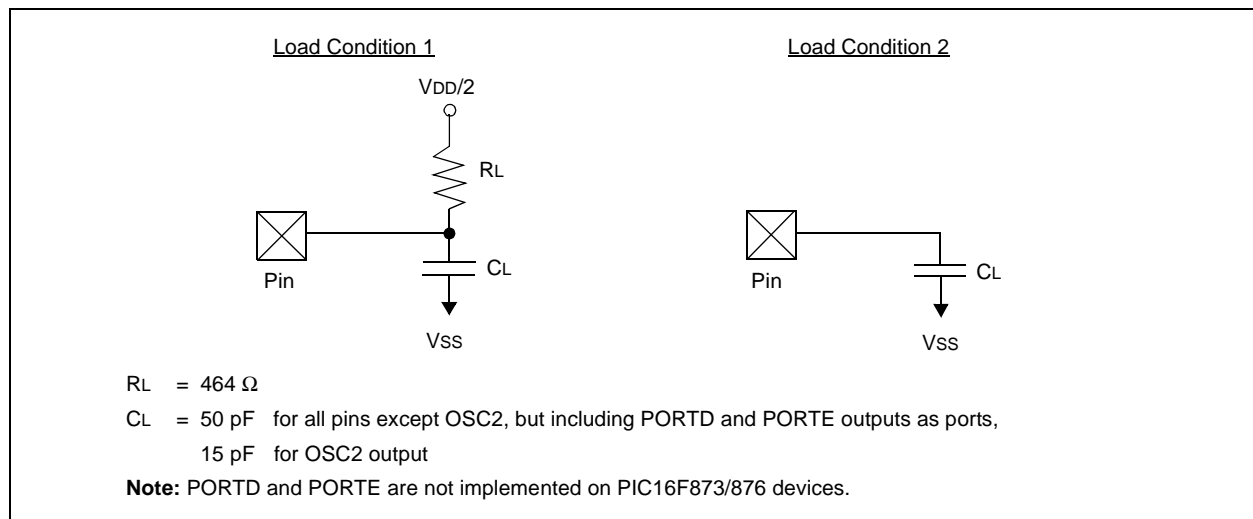 Load Condition 1
Load Condition 2
VDD/2
RL
Pin
CL
VSS
Pin
CL
VSS
RL = 464 Ω
CL = 50 pF for all pins except OSC2, but including PORTD and PORTE outputs as ports,
15 pF for OSC2 output
Note: PORTD and PORTE are not implemented on PIC16F873/876 devices.